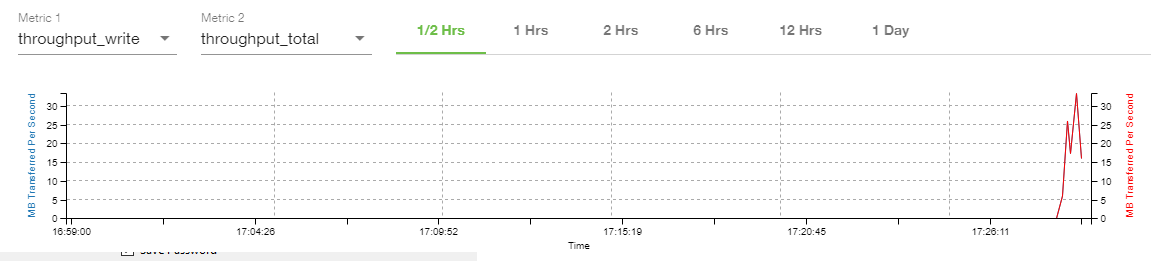 Metric 1
throughput_write
Metric 2
throughput_total
1/2 Hrs
1 Hrs
2 Hrs
6 Hrs
12 Hrs
1 Day
MB Transferred Per Second
30
25
20
15
10
5
0
30
25
20
15
10
5
0
MB Transferred Per Second
16:59:00
17:04:26
17:09:52
17:15:19
17:20:45
17:26:11
Time
Save Password